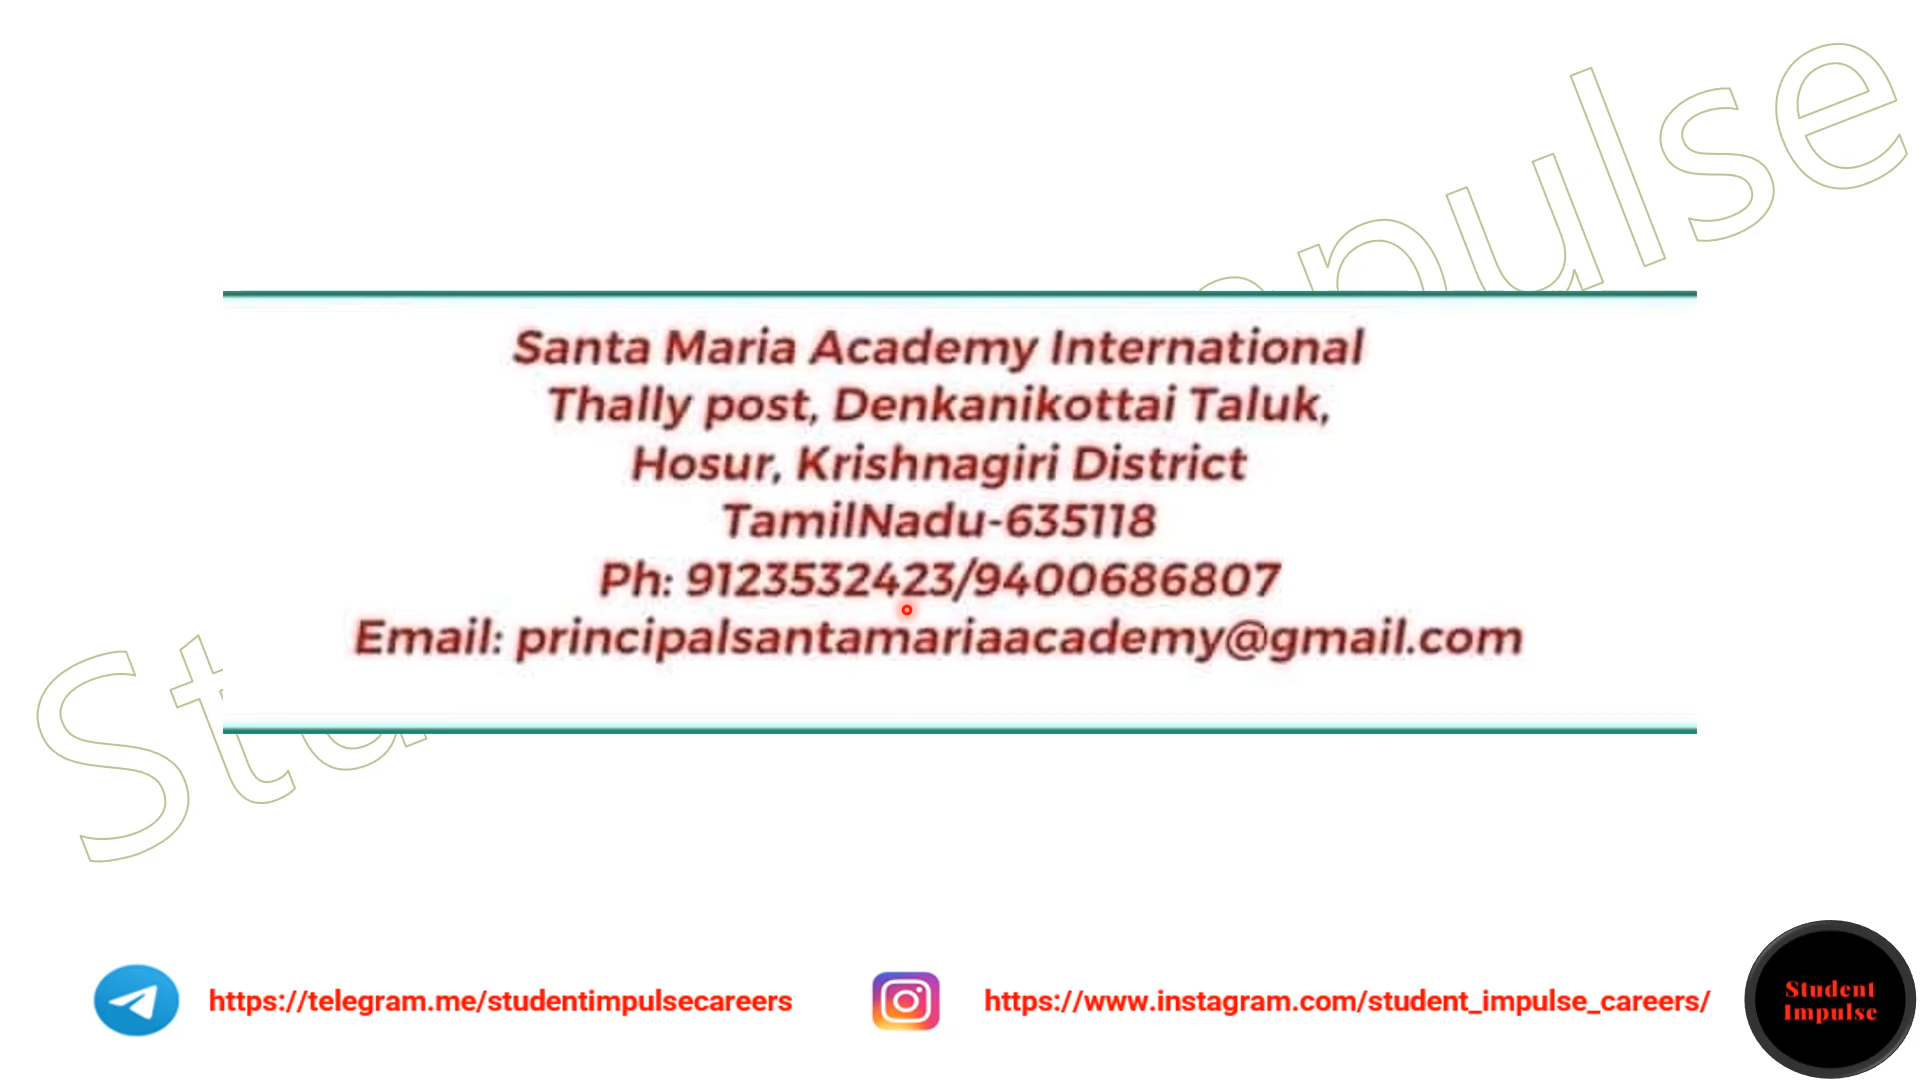 Santa Maria Academy International
Thally post, Denkanikottai Taluk,
Hosur, Krishnagiri District
TamilNadu-635118
Ph: 9123532423/9400686807
Email: principalsantamariaacademy@gmail.com
https://telegram.me/studentimpulsecareers
https://www.instagram.com/student_impulse_careers/
Student
Impulse